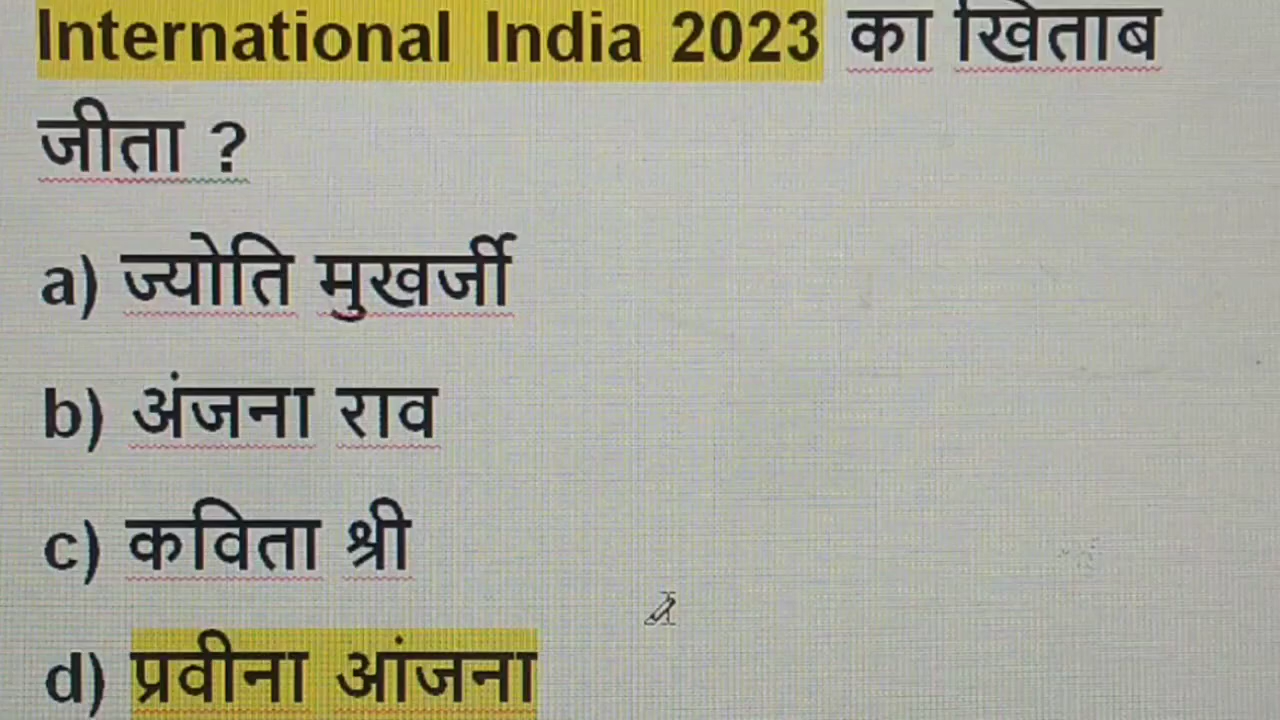 International India 2023 का खिताब
जीता ?
a) ज्योति मुखर्जी
b) अंजना राव
c) कविता श्री
d) प्रवीना आंजना